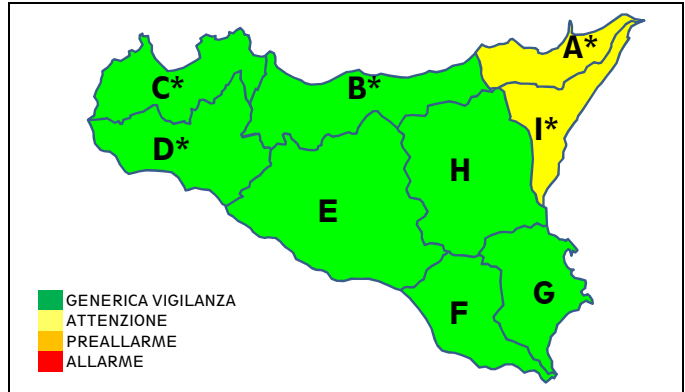 A*
C*
B*
I*
D*
H
E
G
F
GENERICA VIGILANZA
ATTENZIONE
PREALLARME
ALLARME